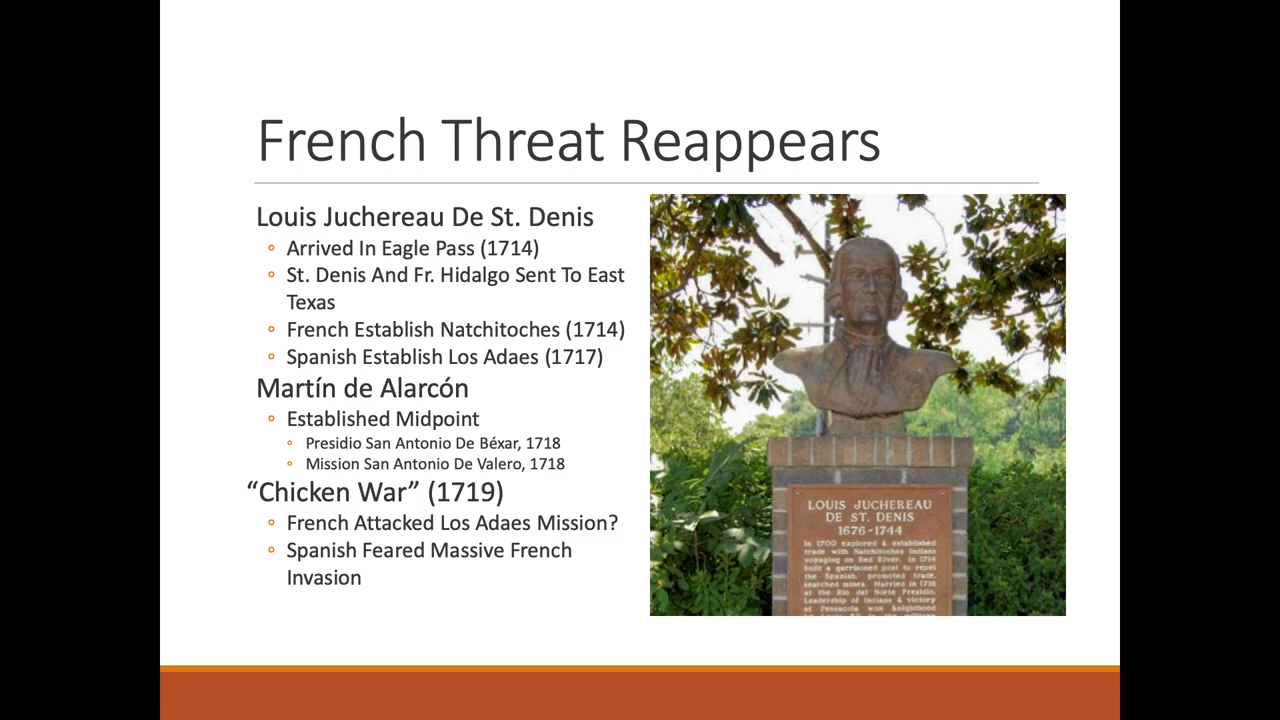 French Threat Reappears
Louis Juchereau De St. Denis
◦ Arrived In Eagle Pass (1714)
◦ St. Denis And Fr. Hidalgo Sent To East
Texas
◦ French Establish Natchitoches (1714)
◦ Spanish Establish Los Adaes (1717)
Martín de Alarcón
◦ Established Midpoint
◦ Presidio San Antonio De Béxar, 1718
◦ Mission San Antonio De Valero, 1718
“Chicken War” (1719)
◦ French Attacked Los Adaes Mission?
◦ Spanish Feared Massive French
Invasion
LOUIS JUCHEREAU
DE ST. DENIS
1676-1744
In 1700 explored & established
trade with Natchitoches Indians
voyaging on Red River. In 1714
built a garrisoned post to repel
the Spanish, promoted trade,
searched mines. Married in 1716
at the Rio del Norte Presidio.
Leadership of Indians & victory
at Pensacola won knighthood